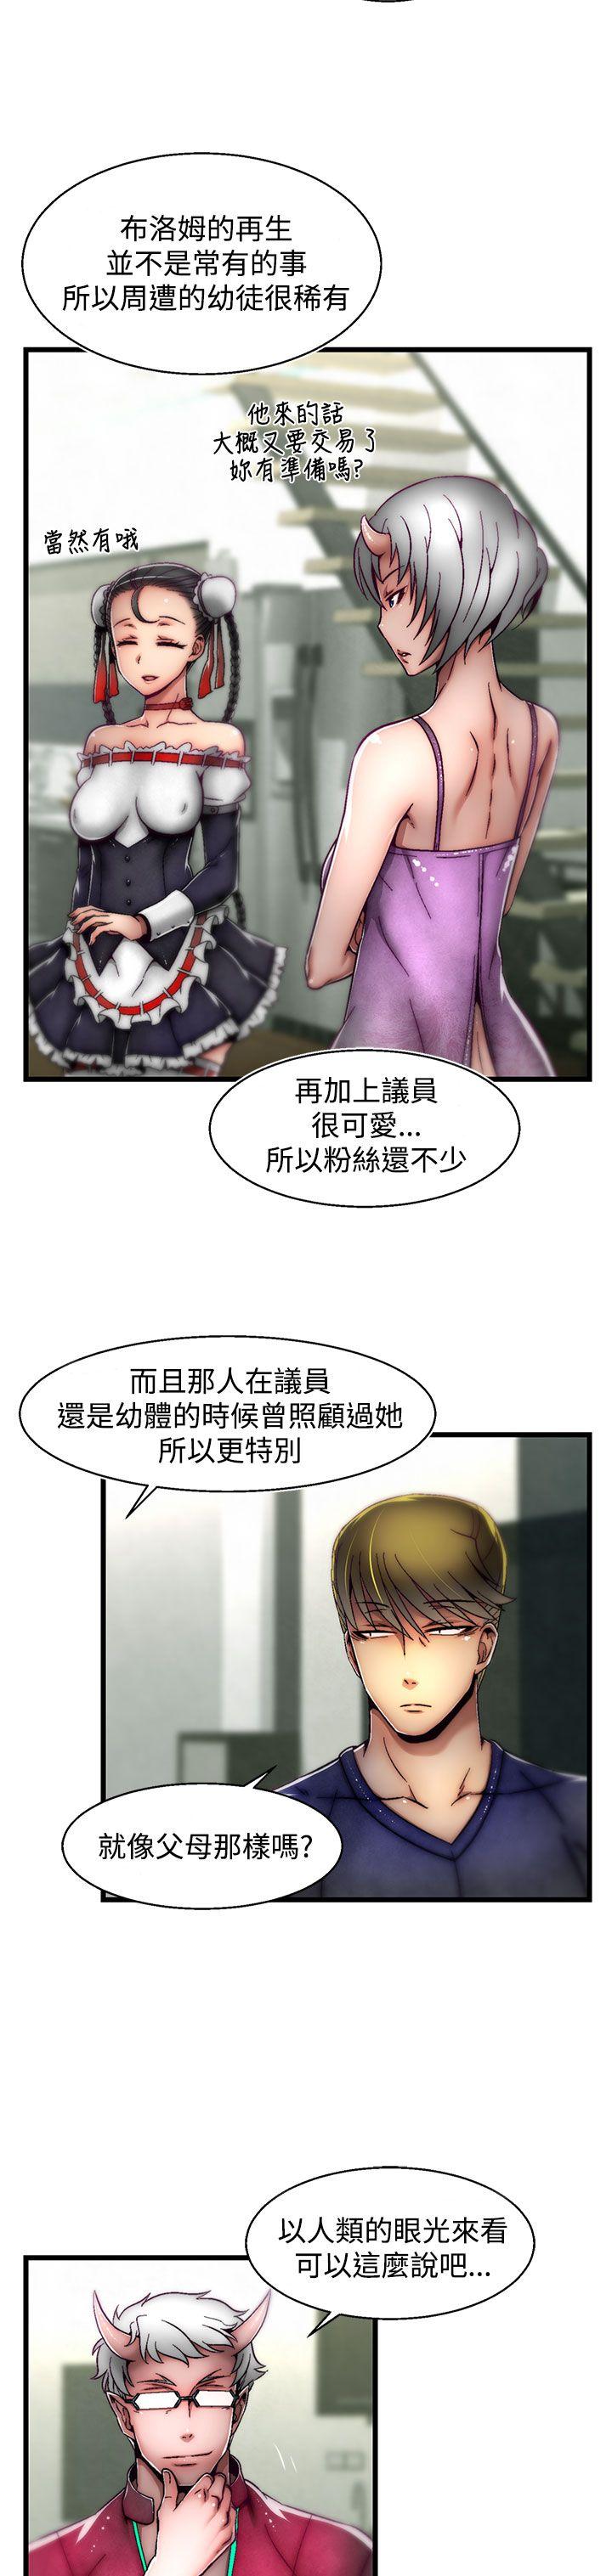 布洛姆的再生
並不是常有的事
所以周遭的幼徒很稀有
他來的話
大概又要交易了
妳有準備嗎?
當然有哦
再加上議員
很可愛...
所以粉絲還不少
而且那人在議員
還是幼體的時候曾照顧過她
所以更特別
就像父母那樣嗎?
以人類的眼光來看
可以這麼說吧...